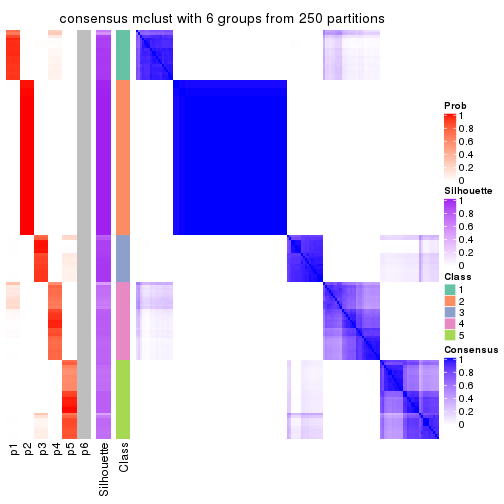 consensus mclust with 6 groups from 250 partitions
Prob
1
0.8
0.6
0.4
0.2
0
Silhouette
1
0.8
0.6
0.4
0.2
0
Class
1
2
3
4
5
Consensus
1
0.8
0.6
0.4
0.2
0
p1
p2
p3
p4
p5
p6
Silhouette
Class